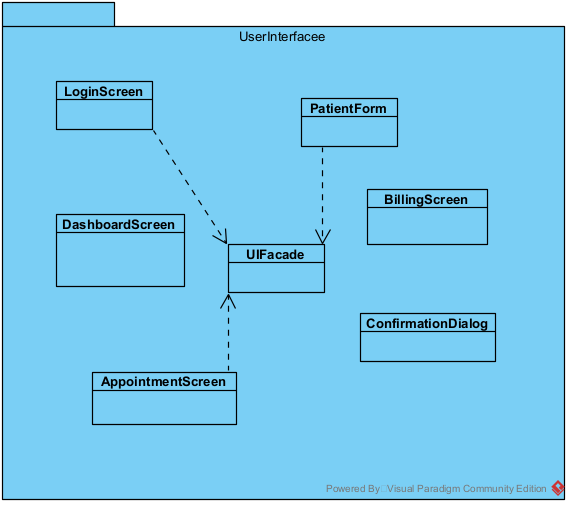 UserInterfacee
LoginScreen
PatientForm
BillingScreen
DashboardScreen
UIFacade
ConfirmationDialog
AppointmentScreen
Powered By Visual Paradigm Community Edition